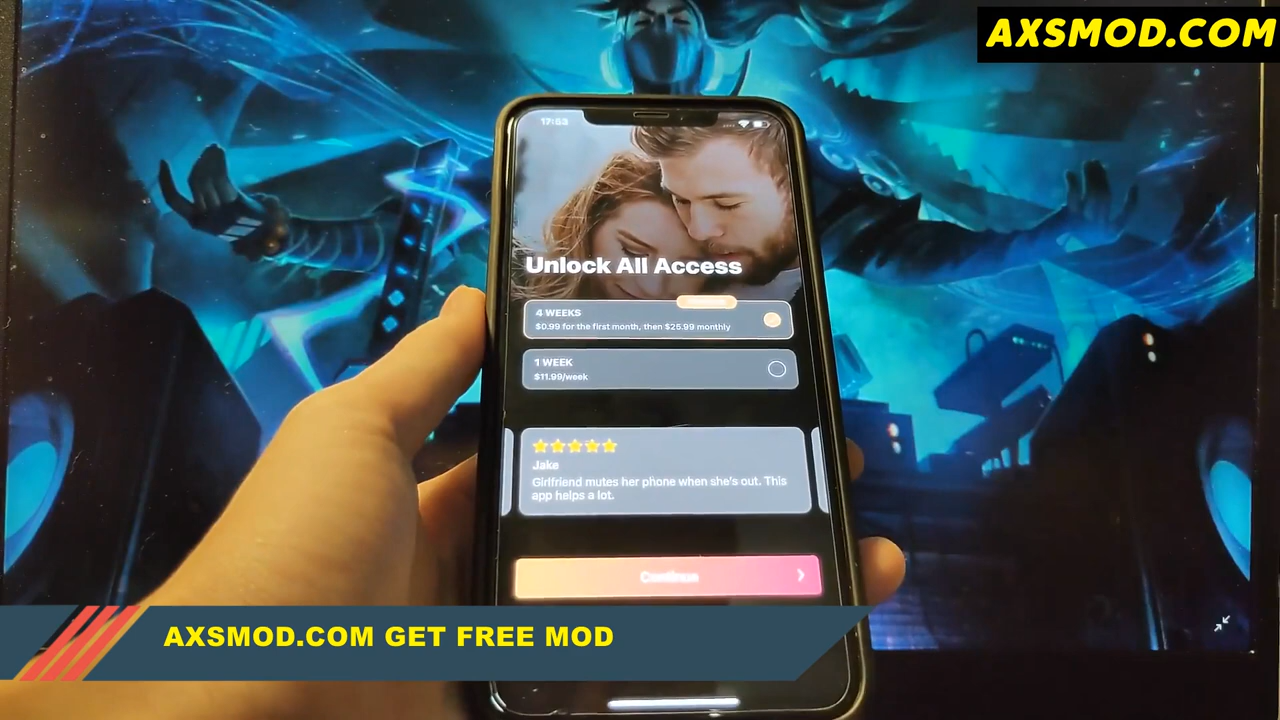 AXSMOD.COM
17:53
Unlock All Access
4 WEEKS
$0.99 for the first month, then $25.99 monthly
1 WEEK
$11.99/week
Jake
Girlfriend mutes her phone when she's out. This
app helps a lot.
Continue
AXSMOD.COM GET FREE MOD